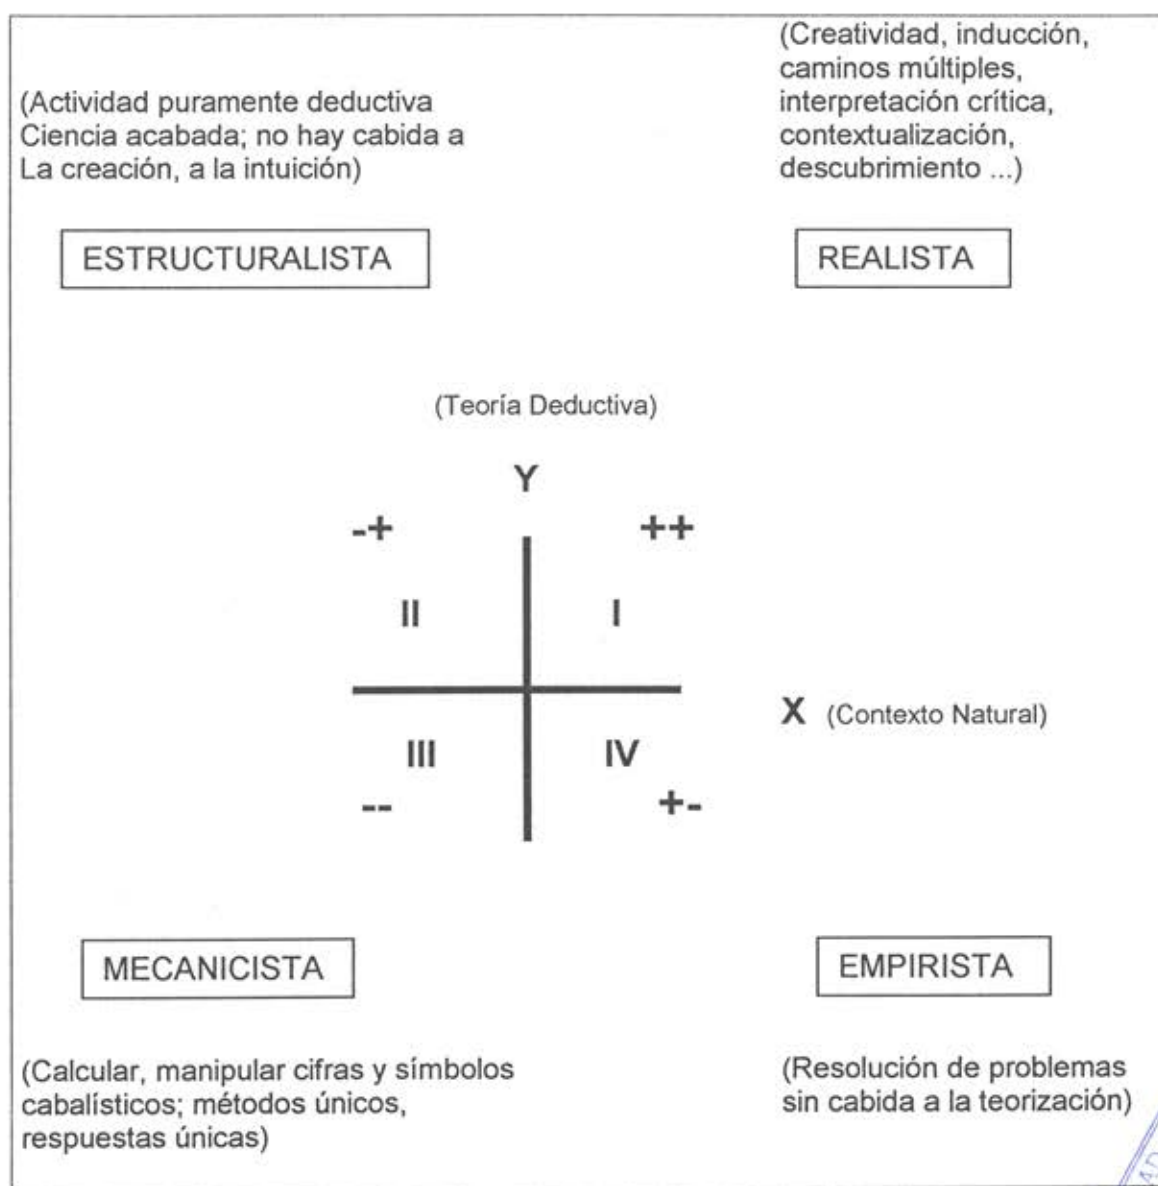 (Actividad puramente deductiva
Ciencia acabada; no hay cabida a
La creación, a la intuición)
ESTRUCTURALISTA
(Creatividad, inducción,
caminos múltiples,
interpretación crítica,
contextualización,
descubrimiento ...)
REALISTA
(Teoría Deductiva)
Y
-+
++
II
I
X (Contexto Natural)
III
IV
--
+-
MECANICISTA
(Calcular, manipular cifras y símbolos
cabalísticos; métodos únicos,
respuestas únicas)
EMPIRISTA
(Resolución de problemas
sin cabida a la teorización)